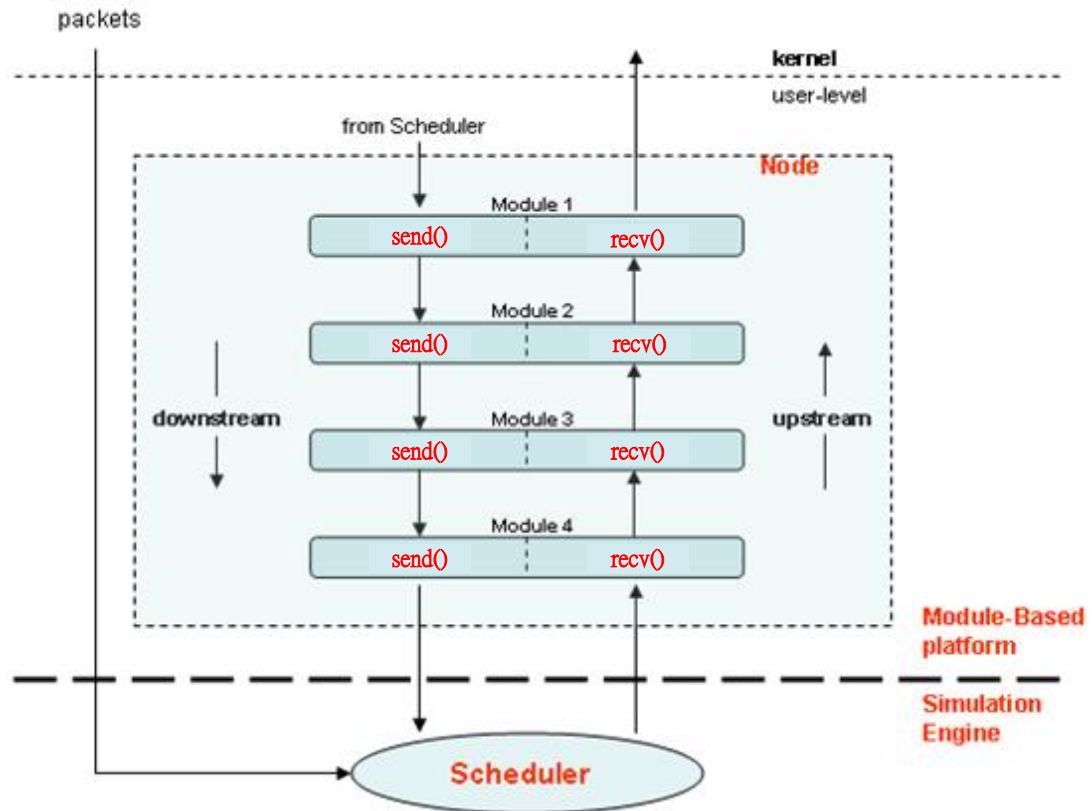 packets
kernel
user-level
from Scheduler
Node
Module 1
send()
recv()
Module 2
send()
recv()
downstream
upstream
Module 3
send()
recv()
Module 4
send()
recv()
Module-Based
platform
Simulation
Engine
Scheduler